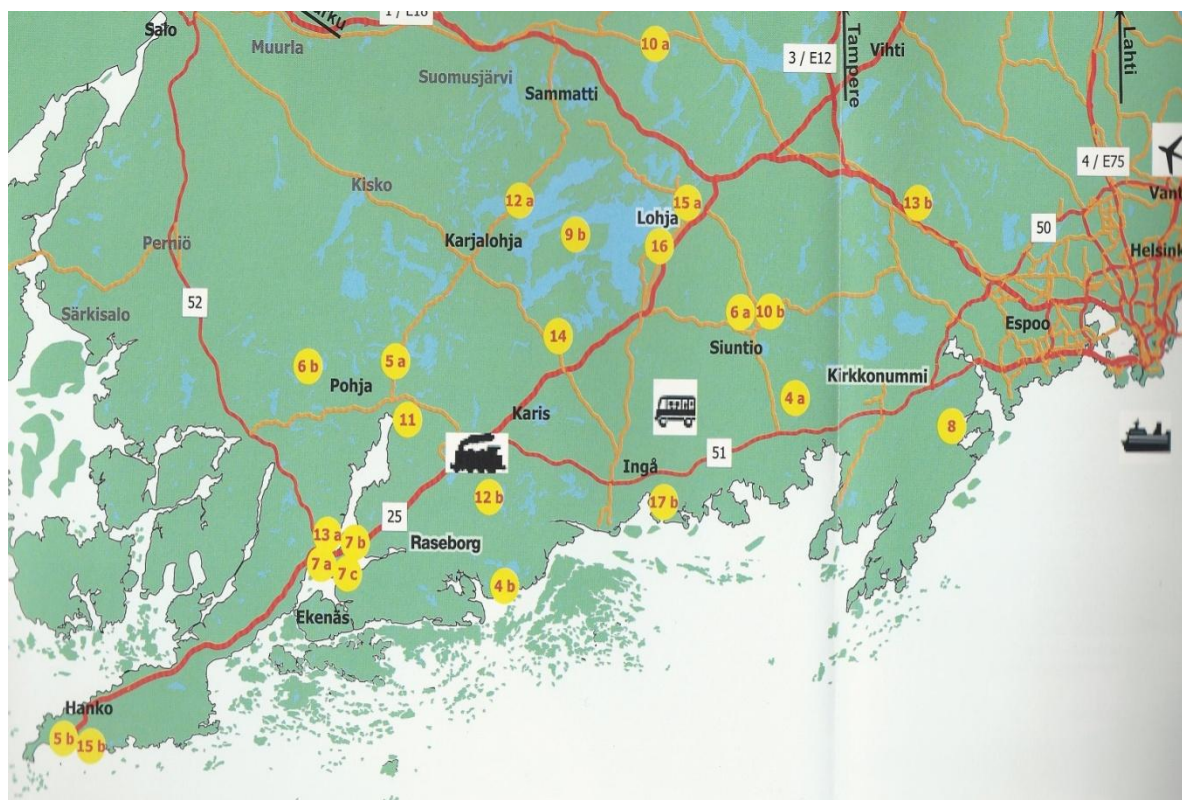 1 / E18
Salo
Muurla
10 a
3 / E12
Tampere
Vihti
Lahti
Suomusjärvi
Sammatti
4 / E75
Kisko
12 a
15 a
13 b
Lohja
50
Perniö
Karjalohja
9 b
16
Helsink
52
Särkisalo
6 a
10 b
Espoo
14
Siuntio
6 b
5 a
Pohja
Kirkkonummi
4 a
Karis
11
8
51
Ingå
12 b
17 b
25
13 a
7 b
Raseborg
7 a
7 c
4 b
Ekenäs
Hanko
5 b
15 b